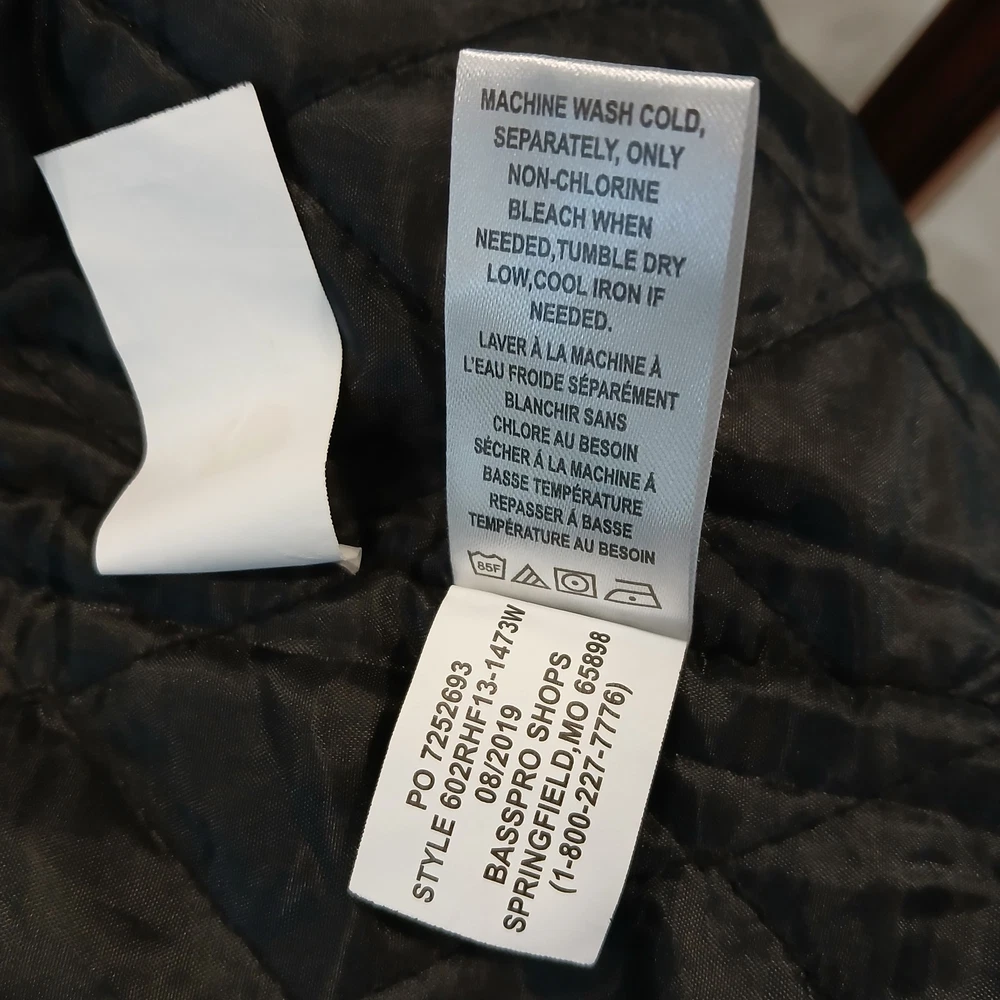 MACHINE WASH COLD,
SEPARATELY, ONLY
NON-CHLORINE
BLEACH WHEN
NEEDED,TUMBLE DRY
LOW,COOL IRON IF
NEEDED.
LAVER À LA MACHINE À
L'EAU FROIDE SÉPARÉMENT
BLANCHIR SANS
CHLORE AU BESOIN
SÉCHER À LA MACHINE À
BASSE TEMPÉRATURE
REPASSER À BASSE
TEMPÉRATURE AU BESOIN
85F
PO 7252693
STYLE 602RHF13-1473W
08/2019
BASSPRO SHOPS
SPRINGFIELD,MO 65898
(1-800-227-7776)